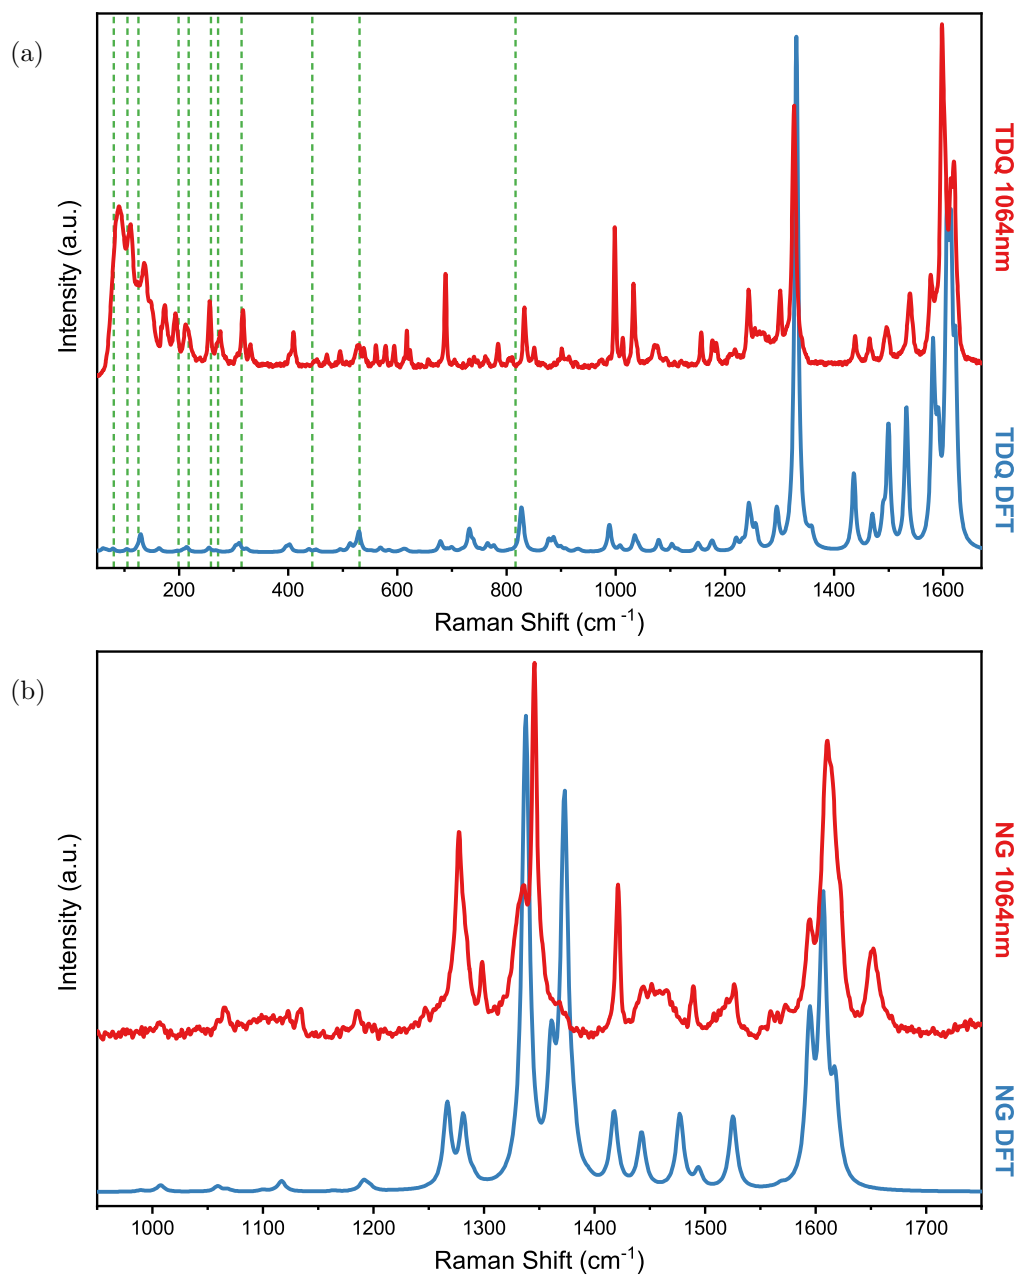 (a)
Intensity (a.u.)
TDQ 1064nm
TDQ DFT
200 400 600 800 1000 1200 1400 1600
Raman Shift (cm⁻¹)
(b)
Intensity (a.u.)
NG 1064nm
NG DFT
1000 1100 1200 1300 1400 1500 1600 1700
Raman Shift (cm⁻¹)